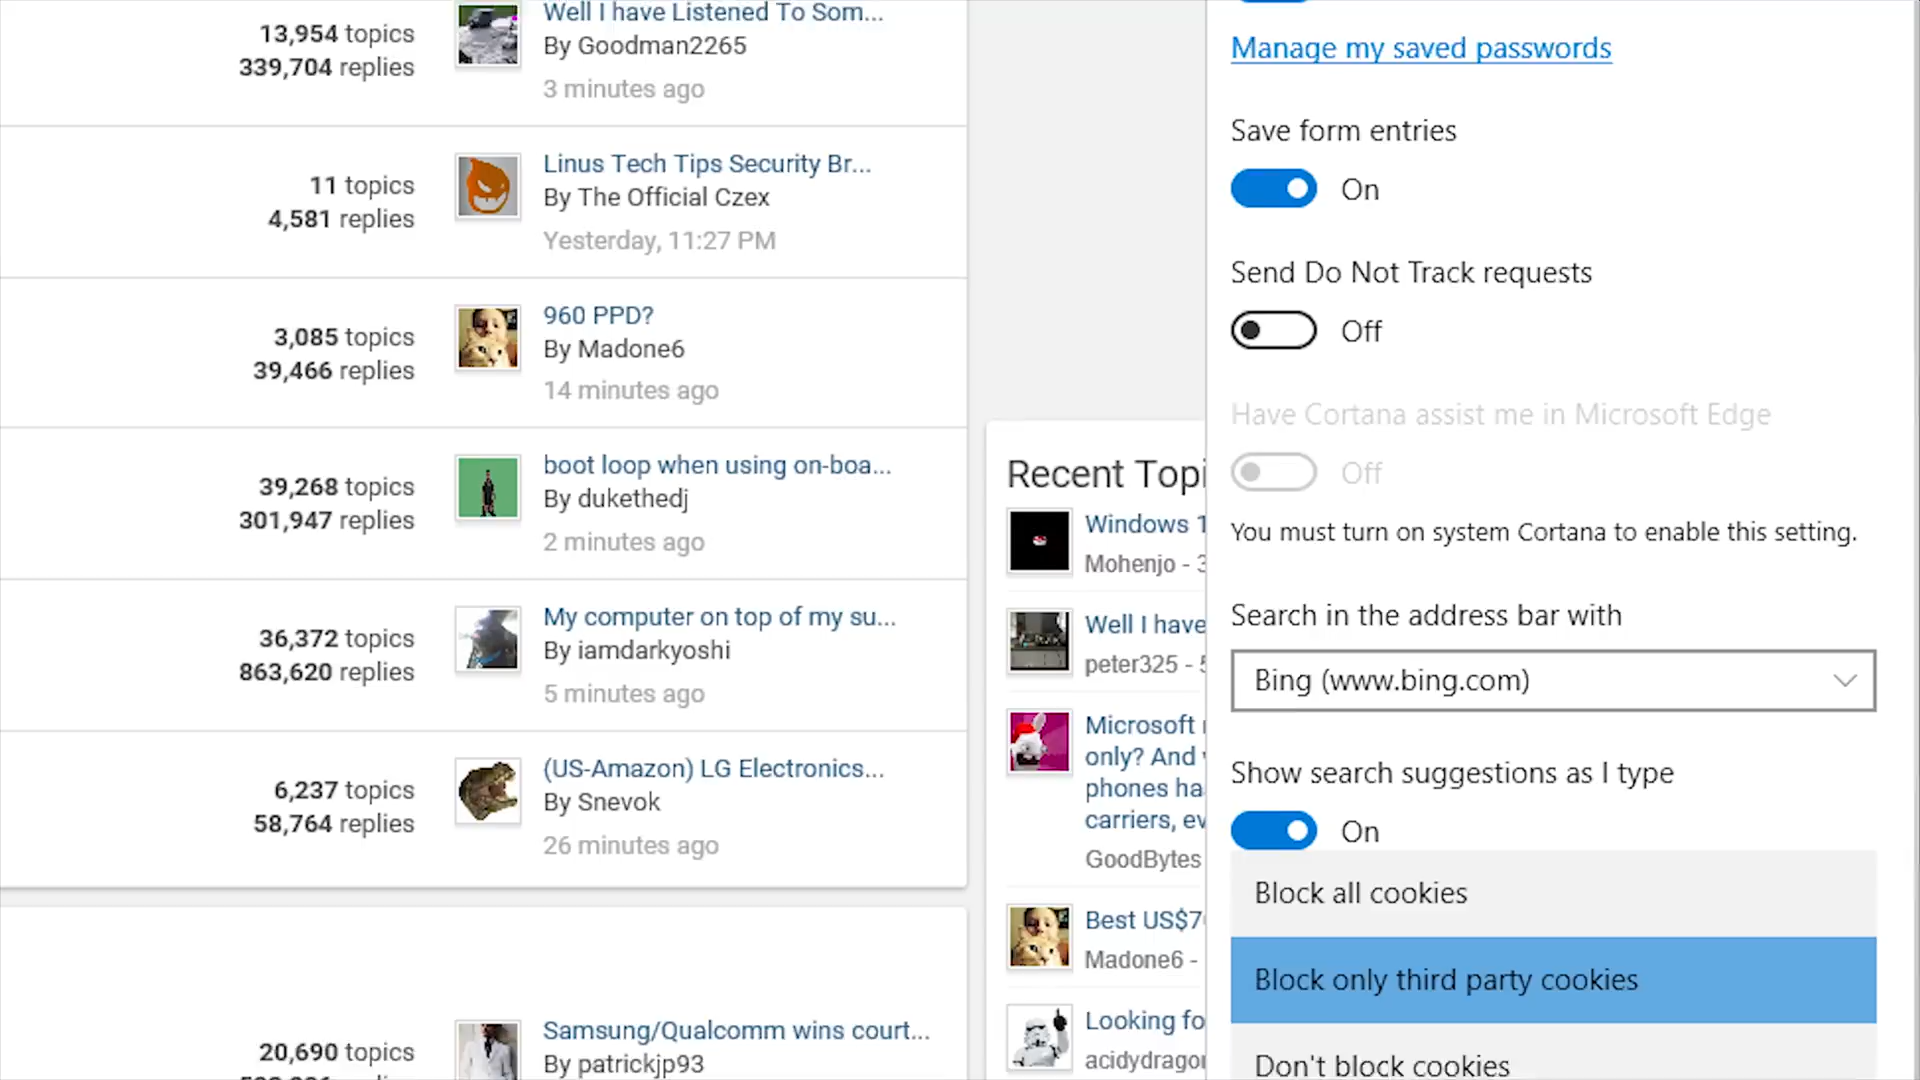 13,954 topics
339,704 replies
Well I have Listened To Som...
By Goodman2265
3 minutes ago
11 topics
4,581 replies
Linus Tech Tips Security Br...
By The Official Czex
Yesterday, 11:27 PM
3,085 topics
39,466 replies
960 PPD?
By Madone6
14 minutes ago
39,268 topics
301,947 replies
boot loop when using on-boa...
By dukethedj
2 minutes ago
36,372 topics
863,620 replies
My computer on top of my su...
By iamdarkyoshi
5 minutes ago
6,237 topics
58,764 replies
(US-Amazon) LG Electronics...
By Snevok
26 minutes ago
20,690 topics
Samsung/Qualcomm wins court...
By patrickjp93
Recent Topi
Windows 1
Mohenjo - 3
Well I have
peter325 - 5
Microsoft
only? And
phones ha
carriers, ev
GoodBytes
Best US$7
Madone6 -
Looking fo
acidydragon
Manage my saved passwords
Save form entries
On
Send Do Not Track requests
Off
Have Cortana assist me in Microsoft Edge
Off
You must turn on system Cortana to enable this setting.
Search in the address bar with
Bing (www.bing.com)
Show search suggestions as I type
On
Block all cookies
Block only third party cookies
Don't block cookies